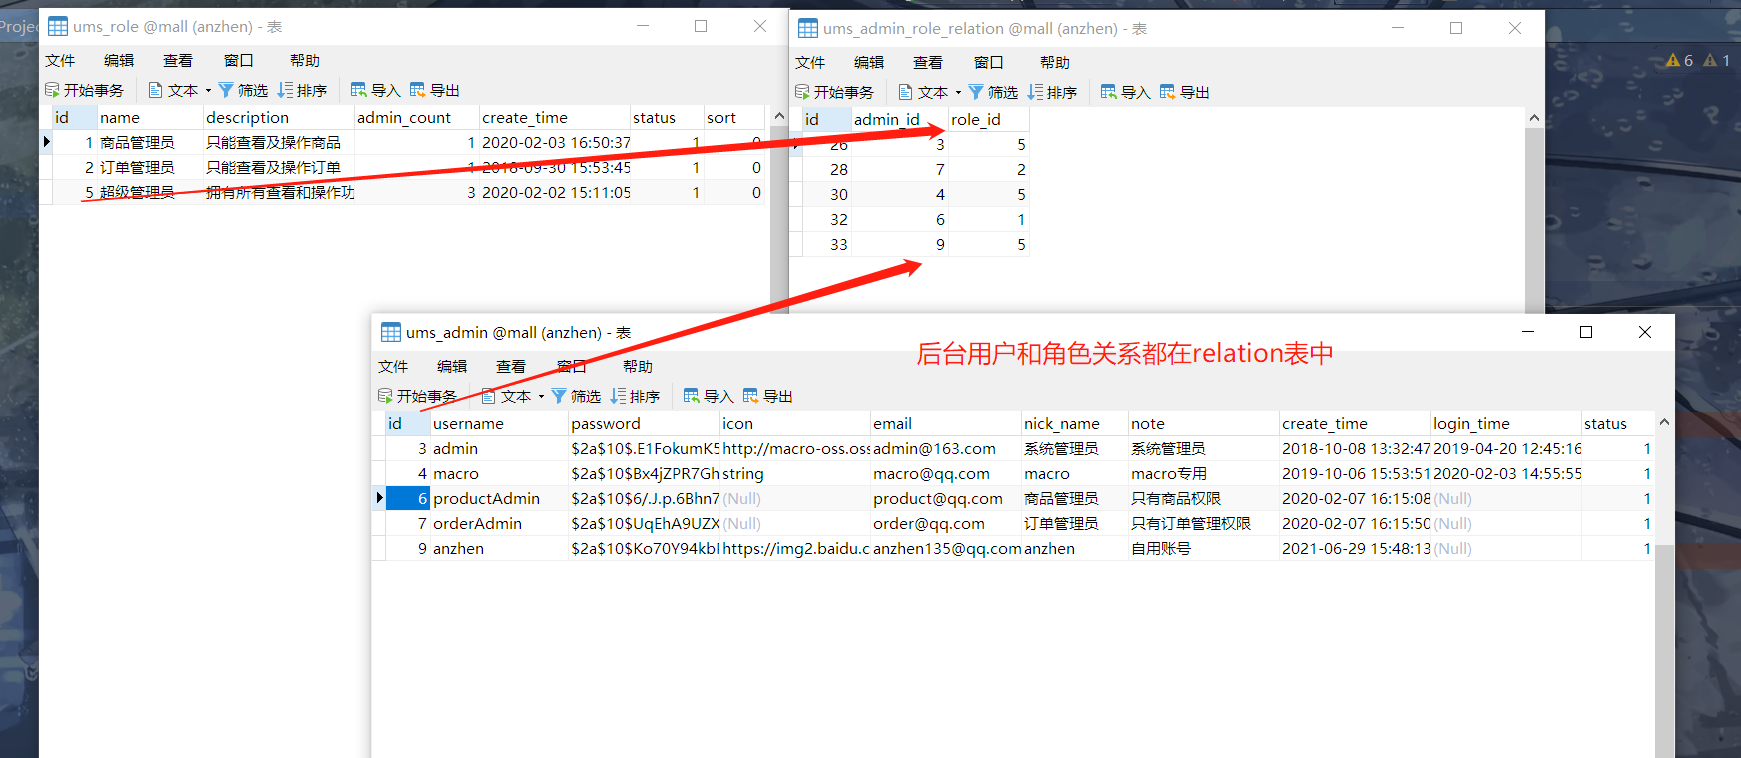 Projec
ums_role @mall (anzhen) - 表
文件 编辑 查看 窗口 帮助
开始事务 文本 筛选 排序 导入 导出
id name description admin_count create_time status sort
1 商品管理员 只能查看及操作商品 1 2020-02-03 16:50:37 1 0
2 订单管理员 只能查看及操作订单 1 2018-09-30 15:53:45 1 0
5 超级管理员 拥有所有查看和操作功 3 2020-02-02 15:11:05 1 0
ums_admin_role_relation @mall (anzhen) - 表
6 1
文件 编辑 查看 窗口 帮助
开始事务 文本 筛选 排序 导入 导出
id admin_id role_id
26 3 5
28 7 2
30 4 5
32 6 1
33 9 5
ums_admin @mall (anzhen) - 表
后台用户和角色关系都在relation表中
文件 编辑 查看 窗口 帮助
开始事务 文本 筛选 排序 导入 导出
id username password icon email nick_name note create_time login_time status
3 admin $2a$10$.E1FokumK5 http://macro-oss.oss admin@163.com 系统管理员 系统管理员 2018-10-08 13:32:47 2019-04-20 12:45:16 1
4 macro $2a$10$Bx4jZPR7Gh string macro@qq.com macro macro专用 2019-10-06 15:53:51 2020-02-03 14:55:55 1
6 productAdmin $2a$10$6/.J.p.6Bhn7 (Null) product@qq.com 商品管理员 只有商品权限 2020-02-07 16:15:08 (Null) 1
7 orderAdmin $2a$10$UqEhA9UZX (Null) order@qq.com 订单管理员 只有订单管理权限 2020-02-07 16:15:50 (Null) 1
9 anzhen $2a$10$Ko70Y94kbI https://img2.baidu.c anzhen135@qq.com anzhen 自用账号 2021-06-29 15:48:13 (Null) 1